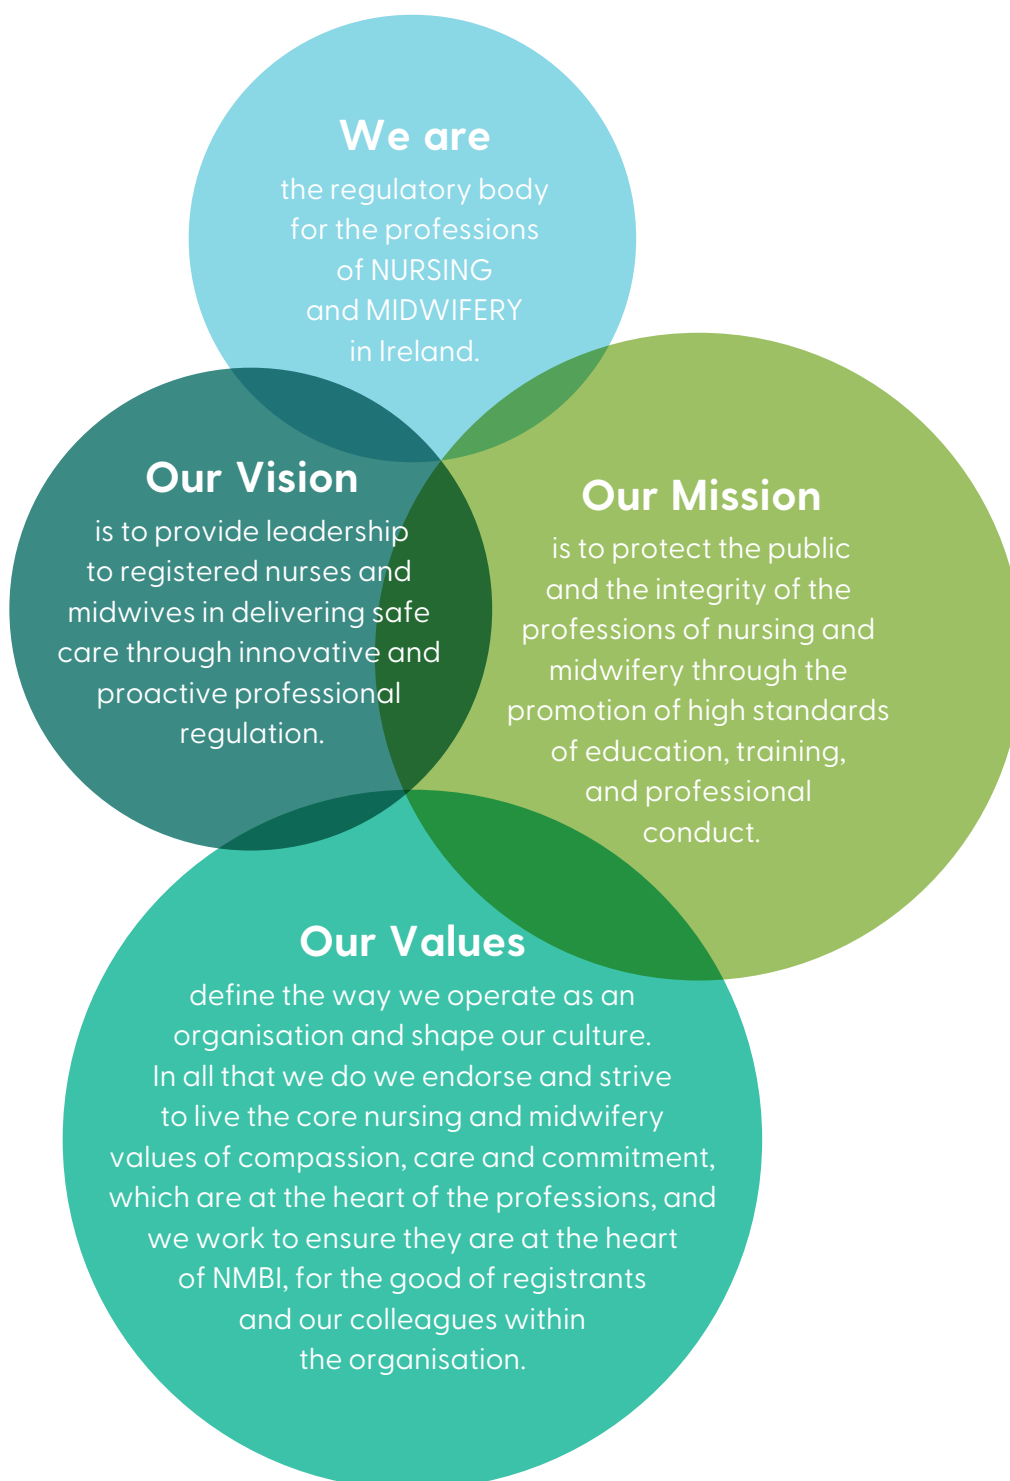 We are
the regulatory body
for the professions
of NURSING
and MIDWIFERY
in Ireland.
Our Vision
is to provide leadership
to registered nurses and
midwives in delivering safe
care through innovative and
proactive professional
regulation.
Our Mission
is to protect the public
and the integrity of the
professions of nursing and
midwifery through the
promotion of high standards
of education, training,
and professional
conduct.
Our Values
define the way we operate as an
organisation and shape our culture.
In all that we do we endorse and strive
to live the core nursing and midwifery
values of compassion, care and commitment,
which are at the heart of the professions, and
we work to ensure they are at the heart
of NMBI, for the good of registrants
and our colleagues within
the organisation.